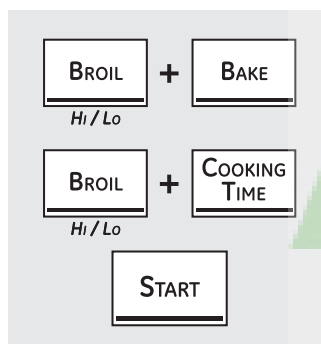 BROIL + BAKE
HI / LO
BROIL + COOKING TIME
HI / LO
START